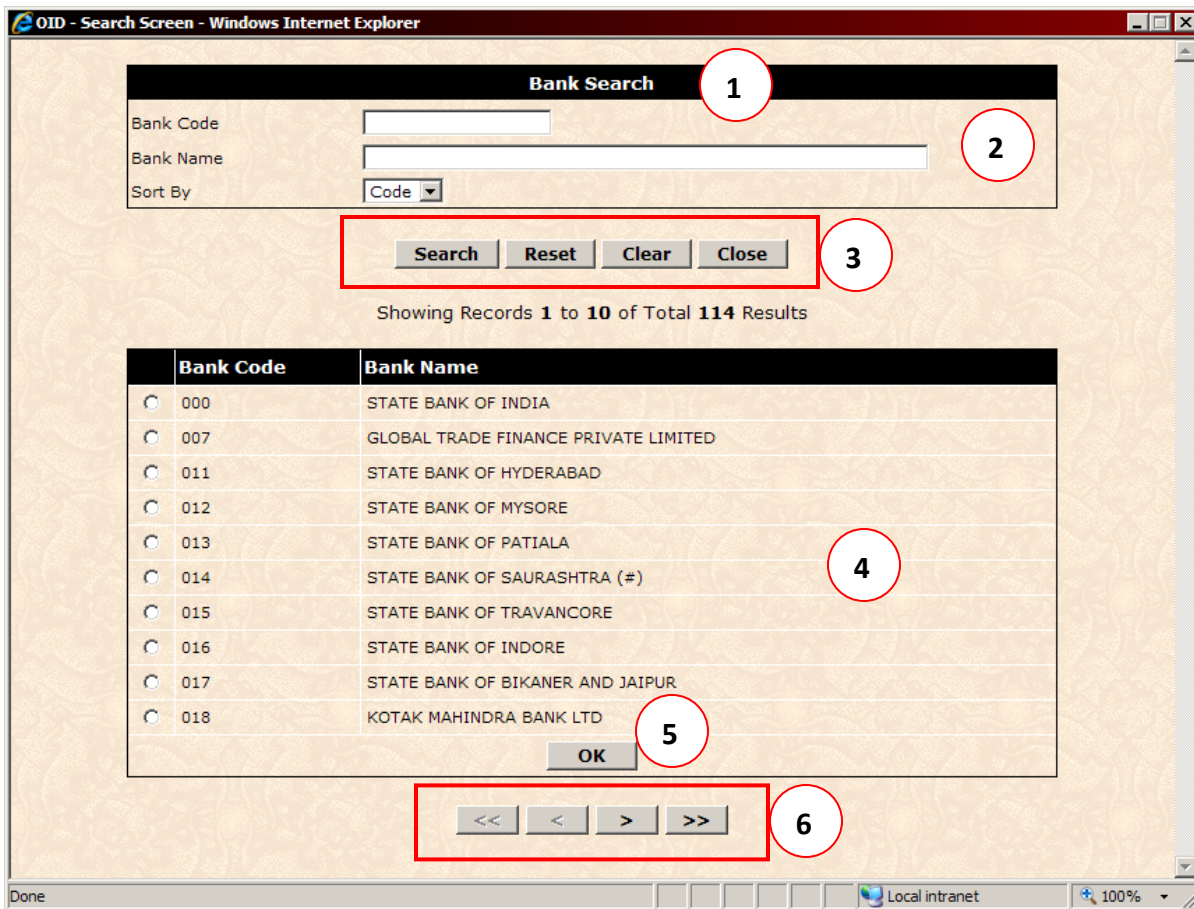 OID - Search Screen - Windows Internet Explorer
Bank Search
1
Bank Code
2
Bank Name
Sort By Code
Search Reset Clear Close
3
Showing Records 1 to 10 of Total 114 Results
Bank Code Bank Name
000 STATE BANK OF INDIA
007 GLOBAL TRADE FINANCE PRIVATE LIMITED
011 STATE BANK OF HYDERABAD
012 STATE BANK OF MYSORE
013 STATE BANK OF PATIALA
4
014 STATE BANK OF SAURASHTRA (#)
015 STATE BANK OF TRAVANCORE
016 STATE BANK OF INDORE
017 STATE BANK OF BIKANER AND JAIPUR
018 KOTAK MAHINDRA BANK LTD
5
OK
<< < > >>
6
Done Local intranet 100%